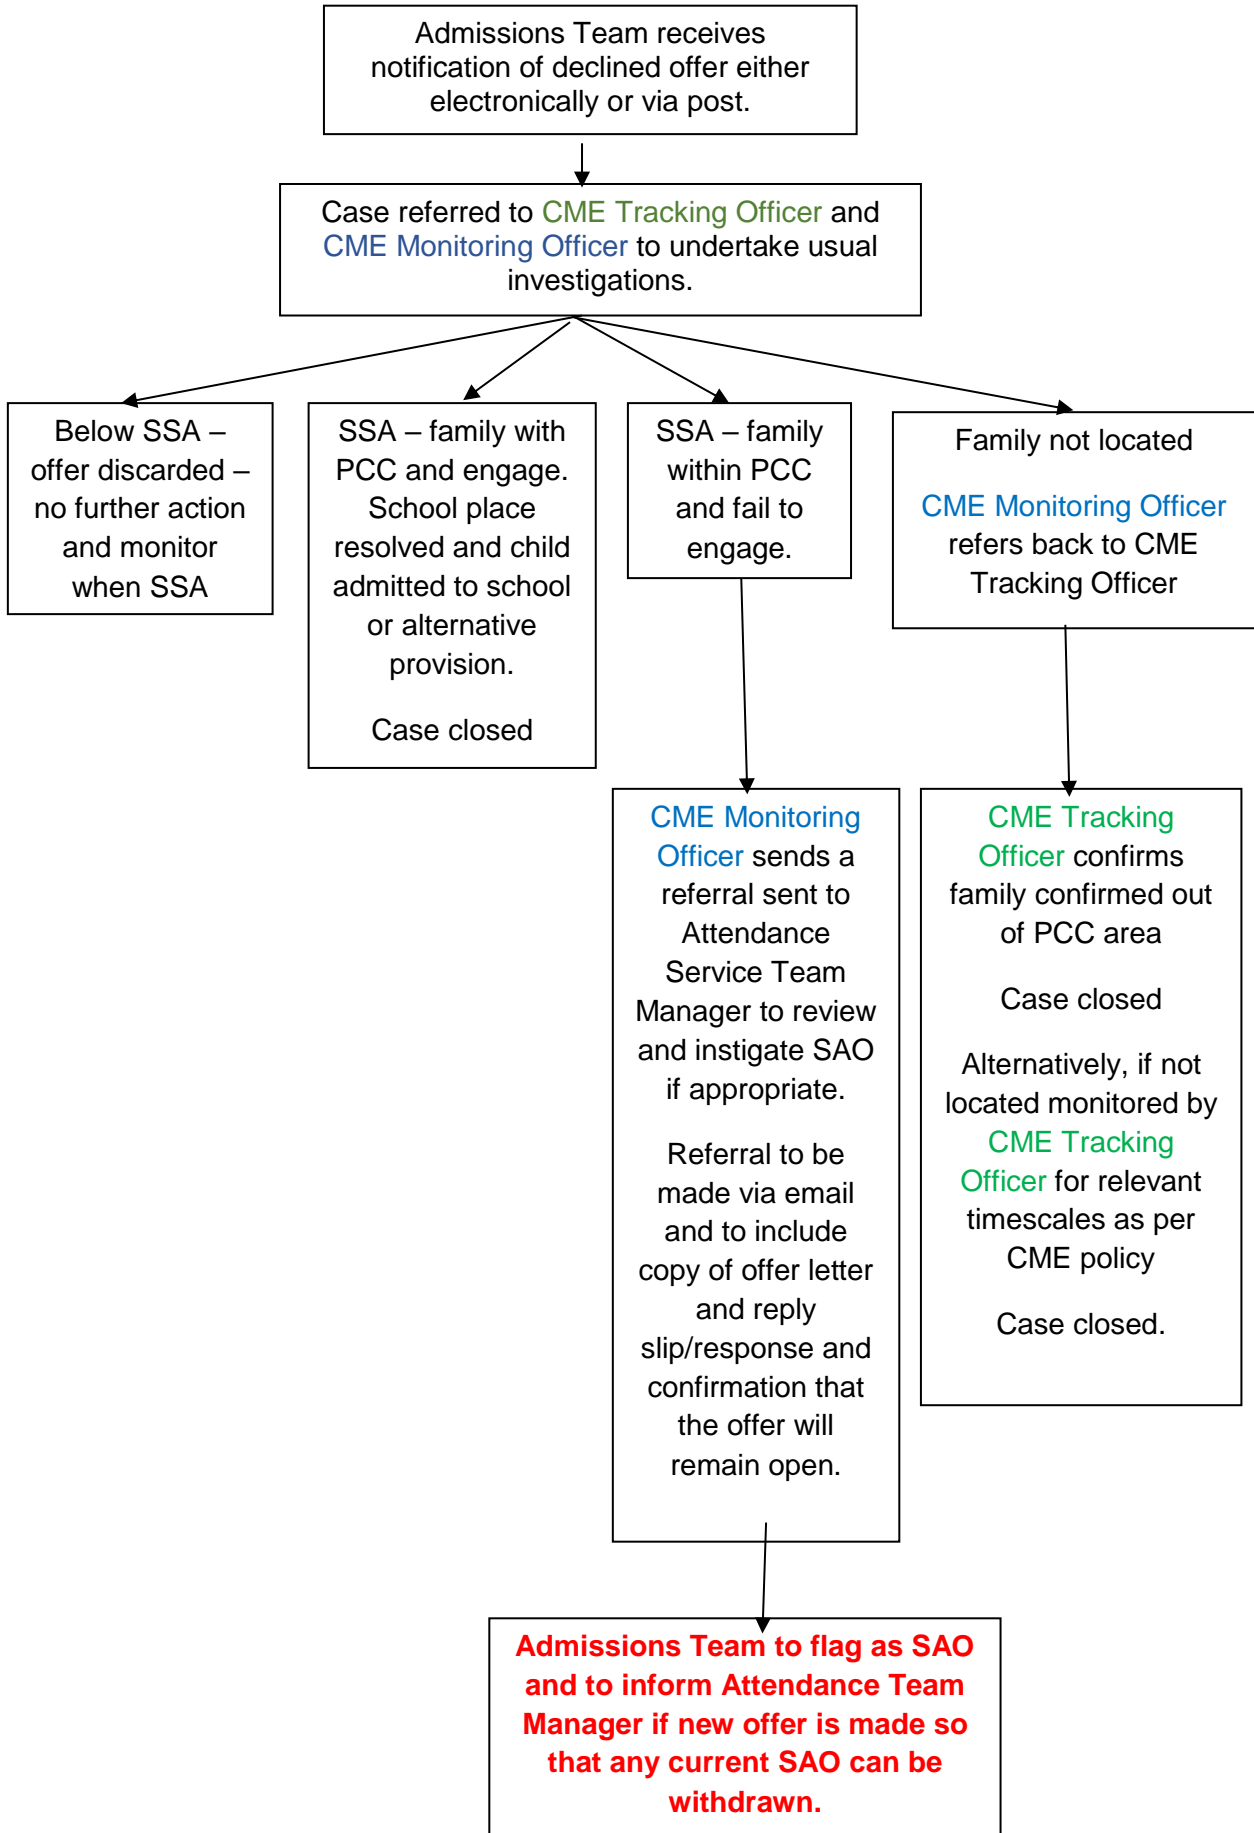 Admissions Team receives
notification of declined offer either
electronically or via post.
Case referred to CME Tracking Officer and
CME Monitoring Officer to undertake usual
investigations.
Below SSA –
offer discarded –
no further action
and monitor
when SSA
SSA – family with
PCC and engage.
School place
resolved and child
admitted to school
or alternative
provision.
Case closed
SSA – family
within PCC
and fail to
engage.
Family not located
CME Monitoring Officer
refers back to CME
Tracking Officer
CME Monitoring
Officer sends a
referral sent to
Attendance
Service Team
Manager to review
and instigate SAO
if appropriate.
Referral to be
made via email
and to include
copy of offer letter
and reply
slip/response and
confirmation that
the offer will
remain open.
CME Tracking
Officer confirms
family confirmed out
of PCC area
Case closed
Alternatively, if not
located monitored by
CME Tracking
Officer for relevant
timescales as per
CME policy
Case closed.
Admissions Team to flag as SAO
and to inform Attendance Team
Manager if new offer is made so
that any current SAO can be
withdrawn.